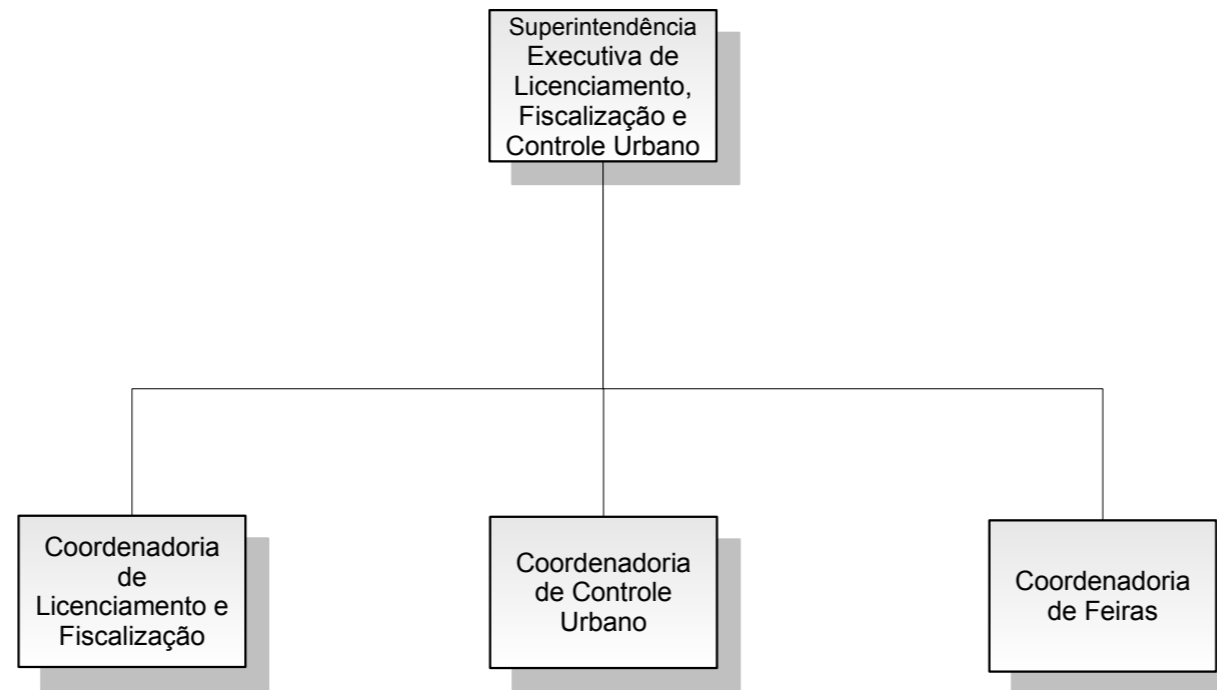 Superintendência
Executiva de
Licenciamento,
Fiscalização e
Controle Urbano
Coordenadoria
de
Licenciamento e
Fiscalização
Coordenadoria
de Controle
Urbano
Coordenadoria
de Feiras